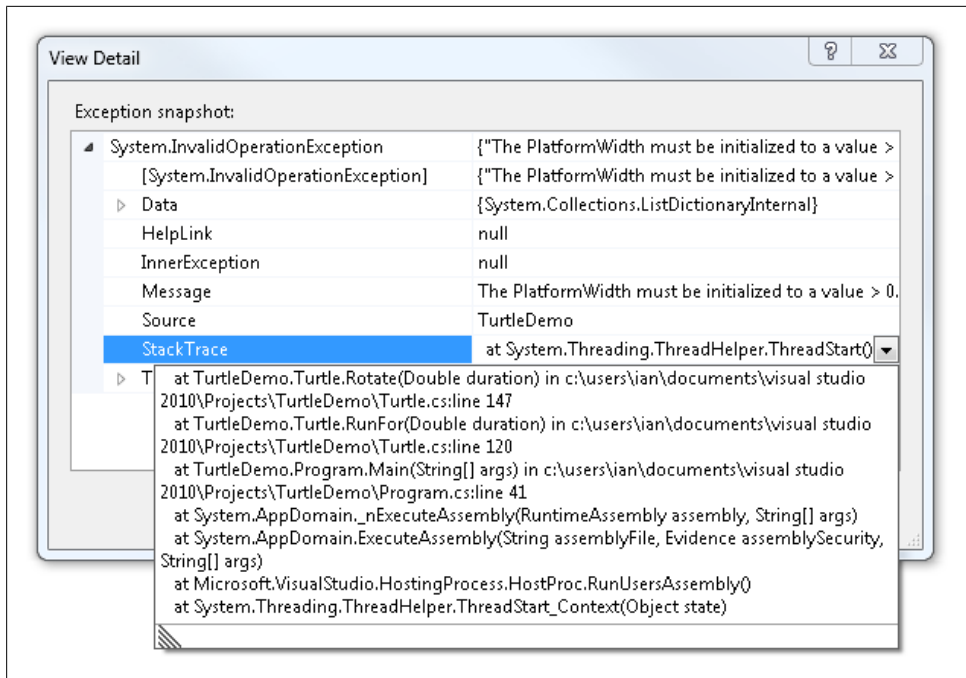 View Detail
Exception snapshot:
System.InvalidOperationException {"The PlatformWidth must be initialized to a value >
[System.InvalidOperationException] {"The PlatformWidth must be initialized to a value >
Data {System.Collections.ListDictionaryInternal}
HelpLink null
InnerException null
Message The PlatformWidth must be initialized to a value > 0.
Source TurtleDemo
StackTrace at System.Threading.ThreadHelper.ThreadStart()
T
at TurtleDemo.Turtle.Rotate(Double duration) in c:\users\ian\documents\visual studio
2010\Projects\TurtleDemo\Turtle.cs:line 147
at TurtleDemo.Turtle.RunFor(Double duration) in c:\users\ian\documents\visual studio
2010\Projects\TurtleDemo\Turtle.cs:line 120
at TurtleDemo.Program.Main(String[] args) in c:\users\ian\documents\visual studio
2010\Projects\TurtleDemo\Program.cs:line 41
at System.AppDomain._nExecuteAssembly(RuntimeAssembly assembly, String[] args)
at System.AppDomain.ExecuteAssembly(String assemblyFile, Evidence assemblySecurity,
String[] args)
at Microsoft.VisualStudio.HostingProcess.HostProc.RunUsersAssembly()
at System.Threading.ThreadHelper.ThreadStart_Context(Object state)